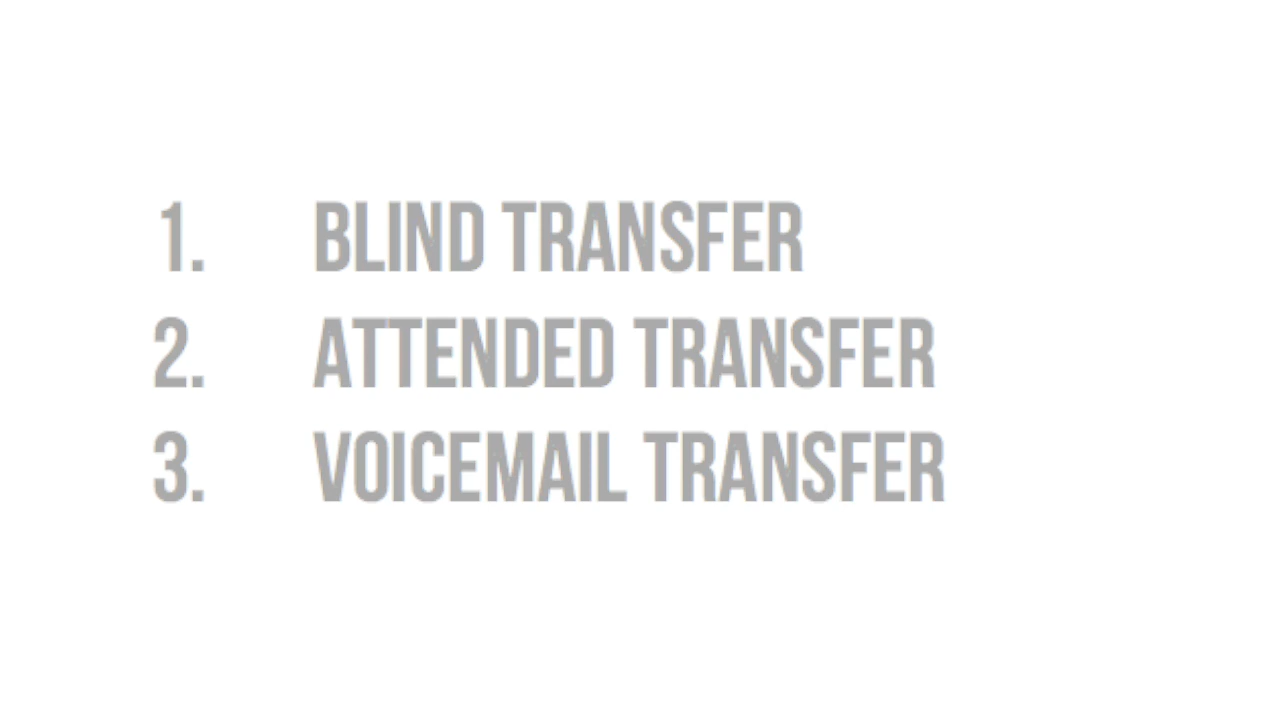 1. BLIND TRANSFER
2. ATTENDED TRANSFER
3. VOICEMAIL TRANSFER